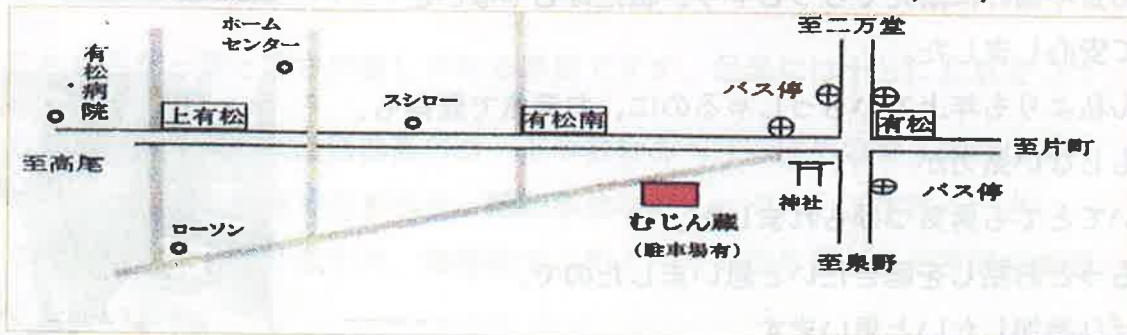 至二万堂
ホーム
センター
有松病院
バス停
上有松
スシロー
有松南
有松
至片町
至高尾
神社
バス停
むじん蔵
(駐車場有)
ローソン
至泉野